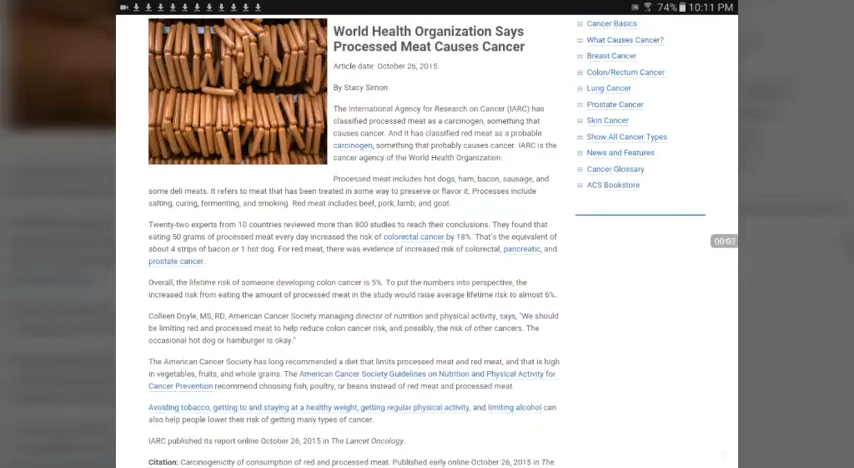 74% 10:11 PM
World Health Organization Says
Processed Meat Causes Cancer
Article date: October 26, 2015
By Stacy Simon
The International Agency for Research on Cancer (IARC) has
classified processed meat as a carcinogen, something that
causes cancer. And it has classified red meat as a probable
carcinogen, something that probably causes cancer. IARC is the
cancer agency of the World Health Organization.
Processed meat includes hot dogs, ham, bacon, sausage, and
some deli meats. It refers to meat that has been treated in some way to preserve or flavor it. Processes include
salting, curing, fermenting, and smoking. Red meat includes beef, pork, lamb, and goat.
Twenty-two experts from 10 countries reviewed more than 800 studies to reach their conclusions. They found that
eating 50 grams of processed meat every day increased the risk of colorectal cancer by 18%. That's the equivalent of
about 4 strips of bacon or 1 hot dog. For red meat, there was evidence of increased risk of colorectal, pancreatic, and
prostate cancer.
Overall, the lifetime risk of someone developing colon cancer is 5%. To put the numbers into perspective, the
increased risk from eating the amount of processed meat in the study would raise average lifetime risk to almost 6%.
Colleen Doyle, MS, RD, American Cancer Society managing director of nutrition and physical activity, says, "We should
be limiting red and processed meat to help reduce colon cancer risk, and possibly, the risk of other cancers. The
occasional hot dog or hamburger is okay."
The American Cancer Society has long recommended a diet that limits processed meat and red meat, and that is high
in vegetables, fruits, and whole grains. The American Cancer Society Guidelines on Nutrition and Physical Activity for
Cancer Prevention recommend choosing fish, poultry, or beans instead of red meat and processed meat.
Avoiding tobacco, getting to and staying at a healthy weight, getting regular physical activity, and limiting alcohol can
also help people lower their risk of getting many types of cancer.
IARC published its report online October 26, 2015 in The Lancet Oncology.
Citation: Carcinogenicity of consumption of red and processed meat. Published early online October 26, 2015 in The
Cancer Basics
What Causes Cancer?
Breast Cancer
Colon/Rectum Cancer
Lung Cancer
Prostate Cancer
Skin Cancer
Show All Cancer Types
News and Features
Cancer Glossary
ACS Bookstore
00:07